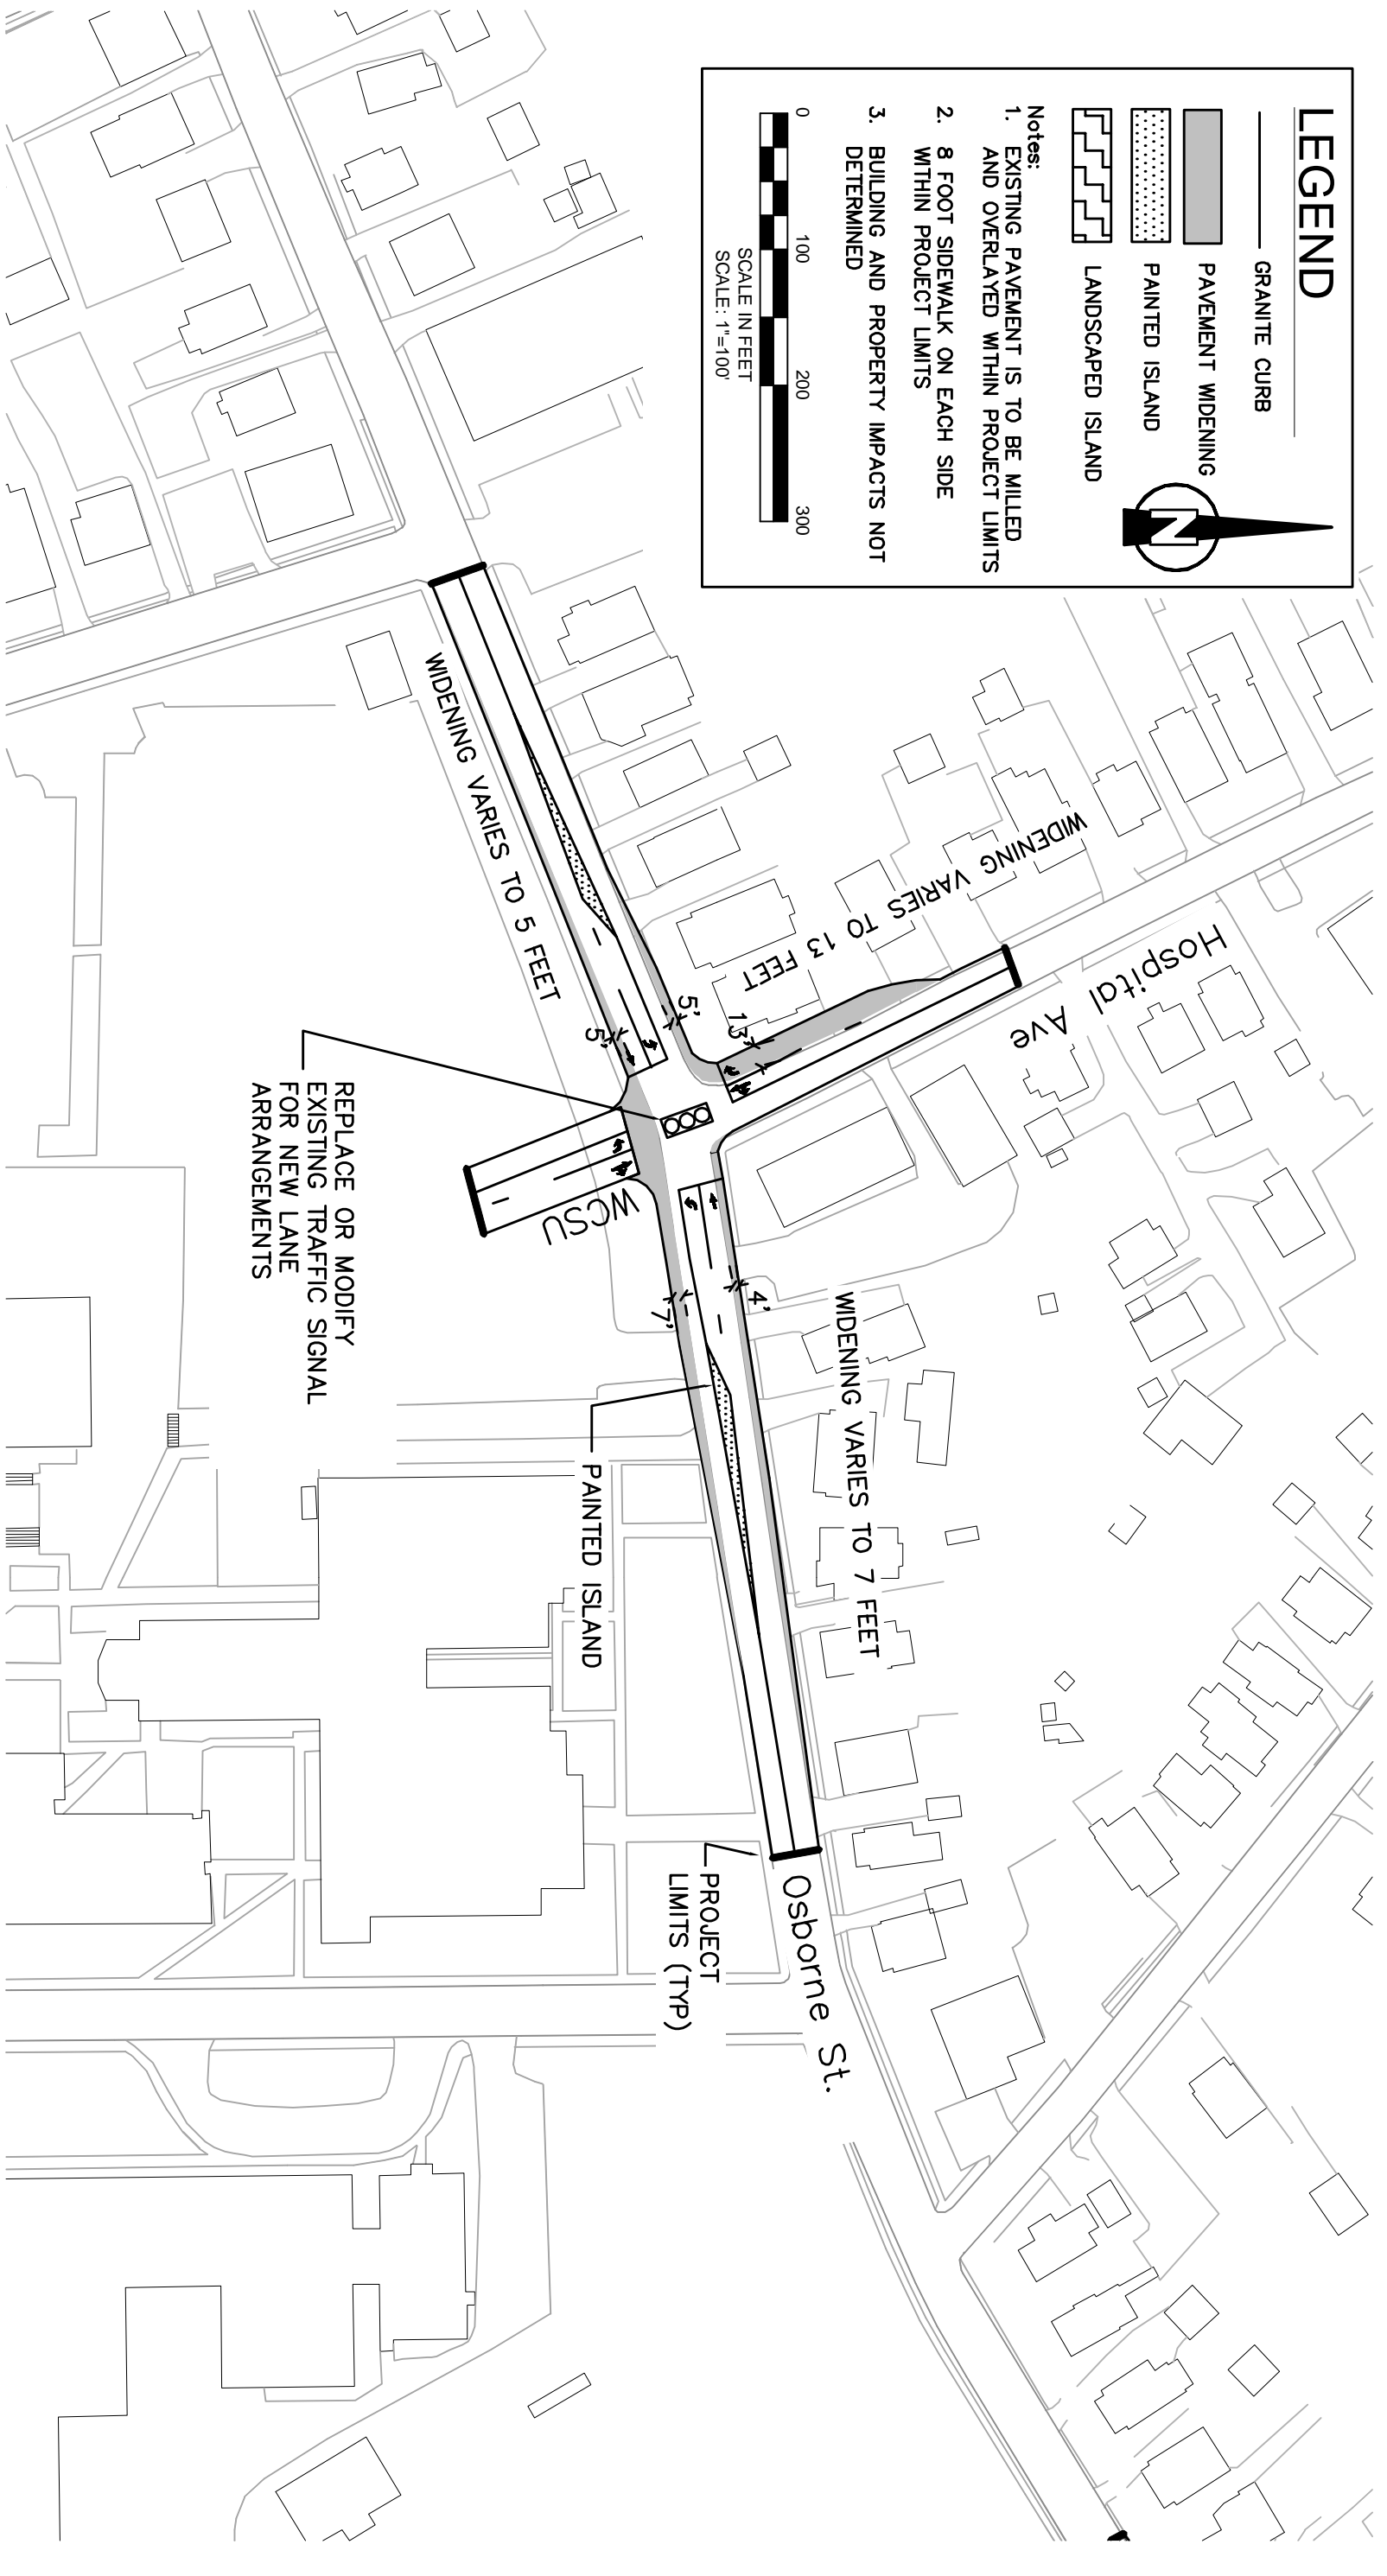 LEGEND
GRANITE CURB
PAVEMENT WIDENING
PAINTED ISLAND
LANDSCAPED ISLAND
N
Notes:
1. EXISTING PAVEMENT IS TO BE MILLED
AND OVERLAYED WITHIN PROJECT LIMITS
2. 8 FOOT SIDEWALK ON EACH SIDE
WITHIN PROJECT LIMITS
3. BUILDING AND PROPERTY IMPACTS NOT
DETERMINED
0 100 200 300
SCALE IN FEET
SCALE: 1"=100'
WIDENING VARIES TO 13 FEET
Hospital
Ave
WIDENING VARIES TO 5 FEET
5'
13'
5'
WCSU
4'
7'
WIDENING VARIES TO 7 FEET
REPLACE OR MODIFY
EXISTING TRAFFIC SIGNAL
FOR NEW LANE
ARRANGEMENTS
PAINTED ISLAND
PROJECT
LIMITS (TYP)
Osborne St.